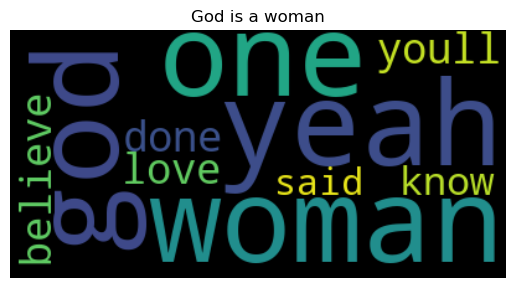 God is a woman
one
youll
god
yeah
believe
done
love
said
know
woman